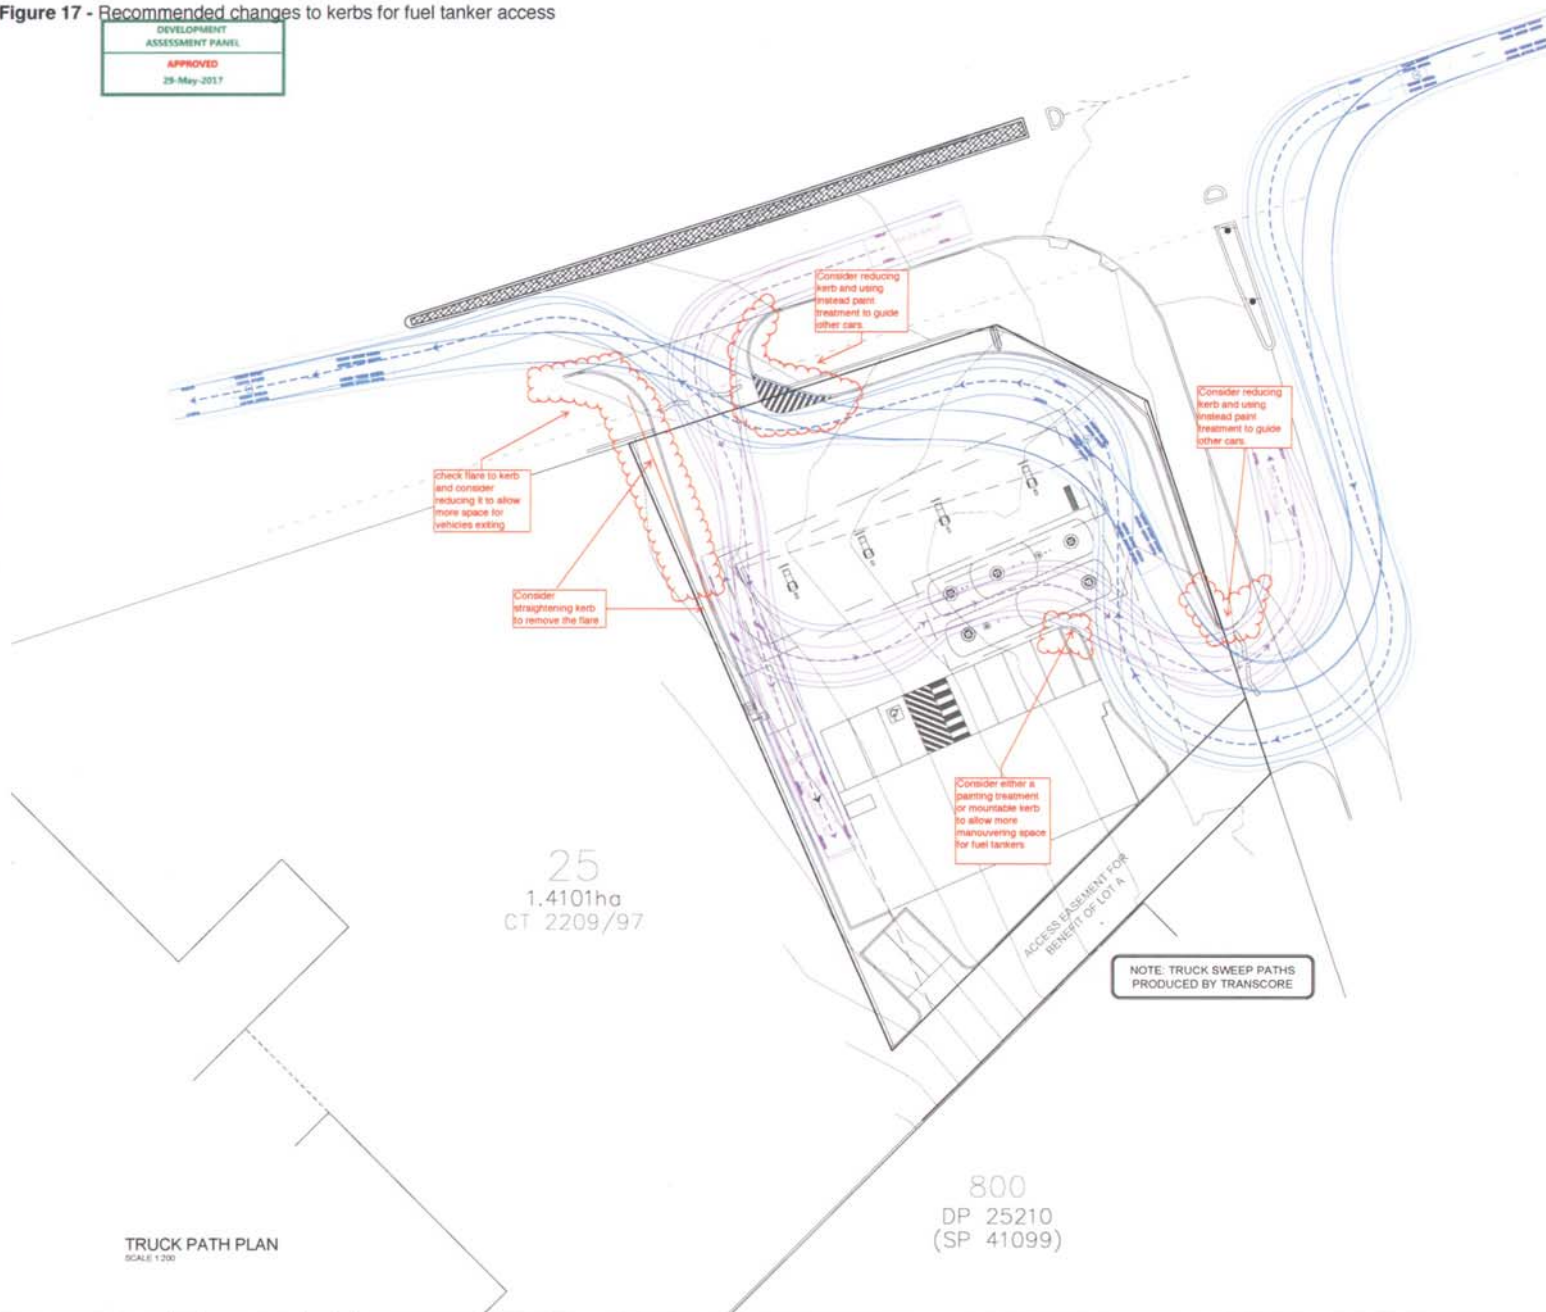 Figure 17 - Recommended changes to kerbs for fuel tanker access
DEVELOPMENT
ASSESSMENT PANEL
APPROVED
29-May-2017
D
D
Consider reducing
kerb and using
instead paint
treatment to guide
other cars.
Consider reducing
kerb and using
instead paint
treatment to guide
other cars.
check flare to kerb
and consider
reducing it to allow
more space for
vehicles exiting
Consider
straightening kerb
to remove the flare
Consider either a
painting treatment
or mountable kerb
to allow more
manouvering space
for fuel tankers
25
1.4101ha
CT 2209/97
ACCESS EASEMENT FOR
BENEFIT OF LOT A
NOTE: TRUCK SWEEP PATHS
PRODUCED BY TRANSCORE
800
DP 25210
(SP 41099)
TRUCK PATH PLAN
SCALE 1:200